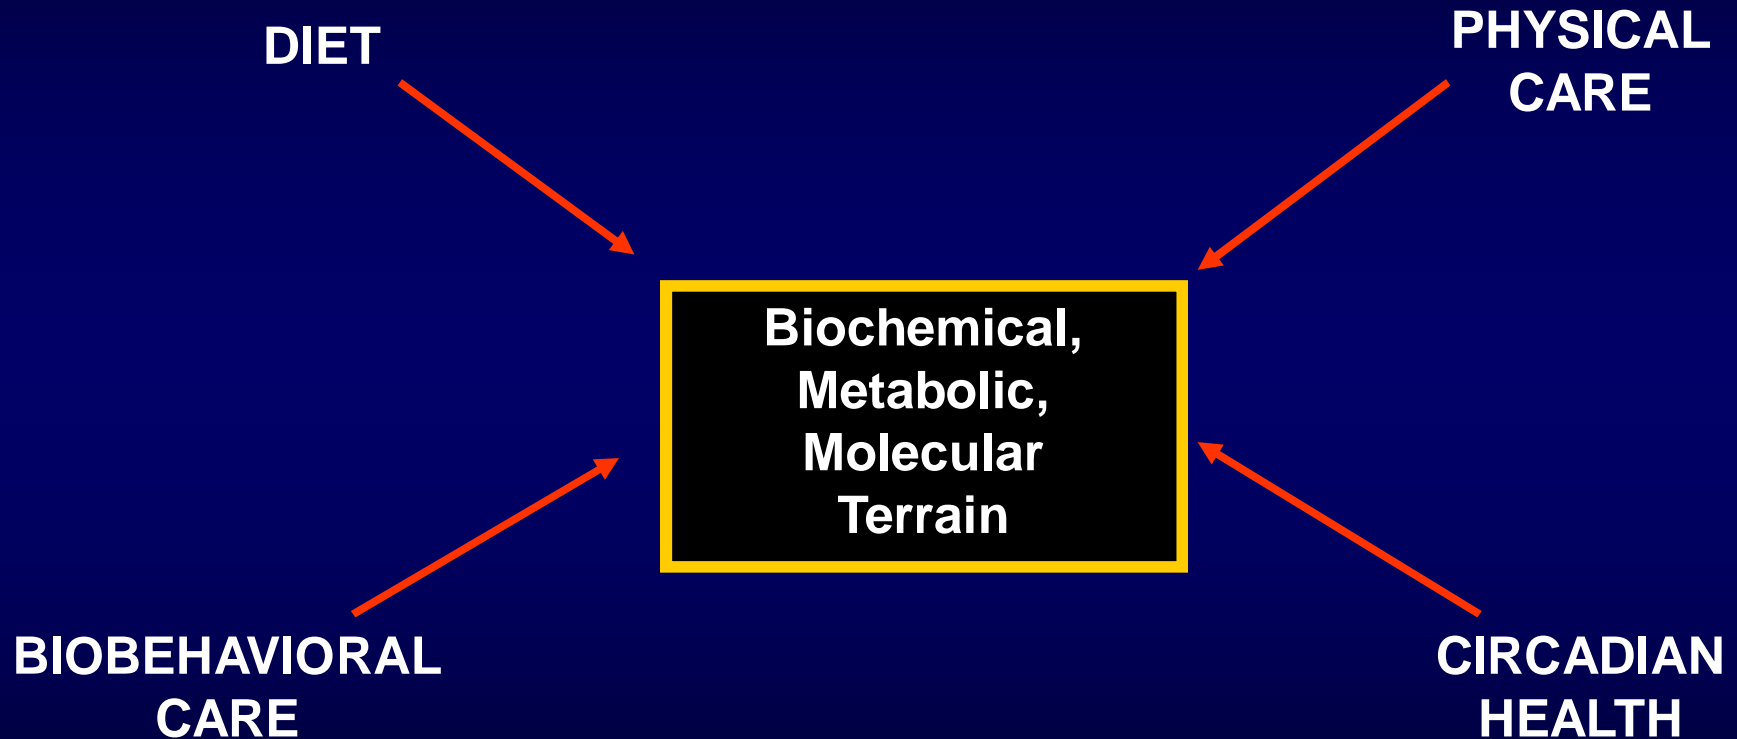 DIET
PHYSICAL
CARE
Biochemical,
Metabolic,
Molecular
Terrain
BIOBEHAVIORAL
CARE
CIRCADIAN
HEALTH